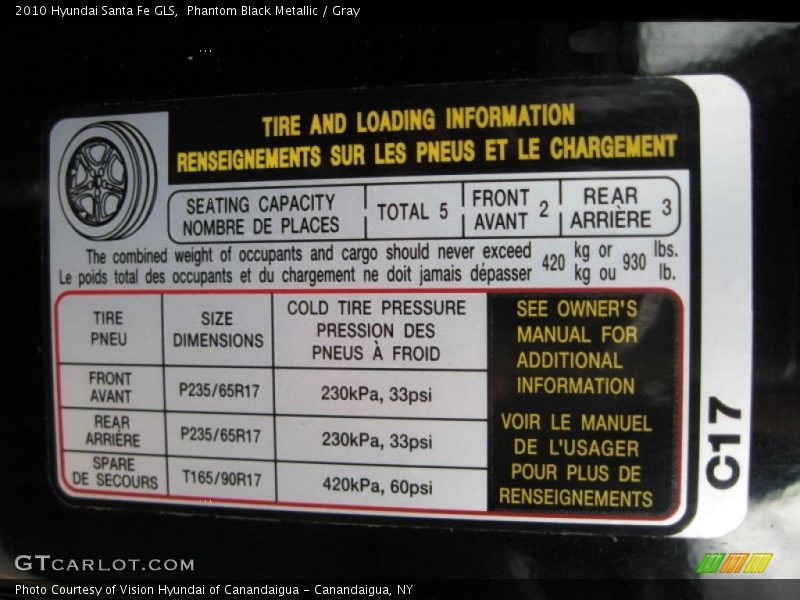 2010 Hyundai Santa Fe GLS, Phantom Black Metallic / Gray
TIRE AND LOADING INFORMATION
RENSEIGNEMENTS SUR LES PNEUS ET LE CHARGEMENT
SEATING CAPACITY
NOMBRE DE PLACES
TOTAL 5
FRONT
AVANT
2
REAR
ARRIÈRE
3
The combined weight of occupants and cargo should never exceed
Le poids total des occupants et du chargement ne doit jamais dépasser
420
kg or
kg ou
930
lbs.
lb.
TIRE
PNEU
SIZE
DIMENSIONS
COLD TIRE PRESSURE
PRESSION DES
PNEUS À FROID
FRONT
AVANT
P235/65R17
230kPa, 33psi
REAR
ARRIÈRE
P235/65R17
230kPa, 33psi
SPARE
DE SECOURS
T165/90R17
420kPa, 60psi
SEE OWNER'S
MANUAL FOR
ADDITIONAL
INFORMATION
VOIR LE MANUEL
DE L'USAGER
POUR PLUS DE
RENSEIGNEMENTS
C17
GTCARLOT.COM
Photo Courtesy of Vision Hyundai of Canandaigua - Canandaigua, NY